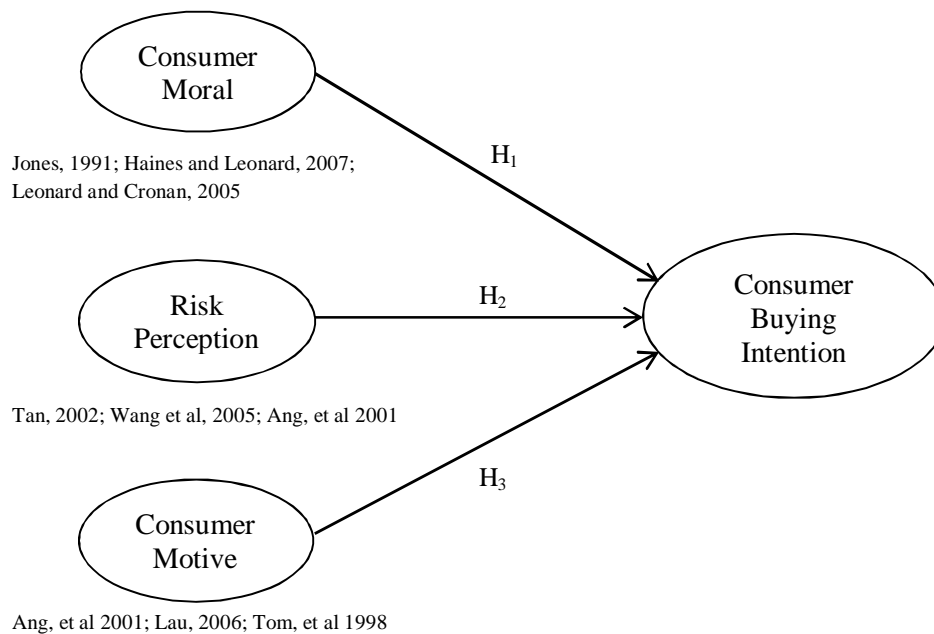 Consumer
Moral
Jones, 1991; Haines and Leonard, 2007;
Leonard and Cronan, 2005
H₁
Risk
Perception
H₂
Consumer
Buying
Intention
Tan, 2002; Wang et al, 2005; Ang, et al 2001
H₃
Consumer
Motive
Ang, et al 2001; Lau, 2006; Tom, et al 1998